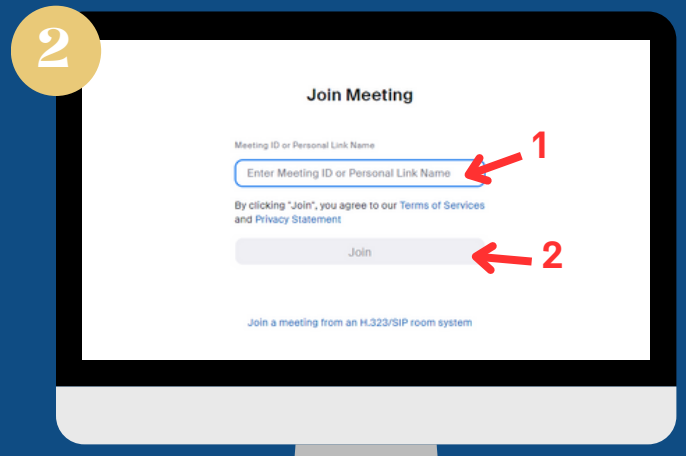 2
Join Meeting
Meeting ID or Personal Link Name
1
Enter Meeting ID or Personal Link Name
By clicking "Join", you agree to our Terms of Services
and Privacy Statement
Join
2
Join a meeting from an H.323/SIP room system